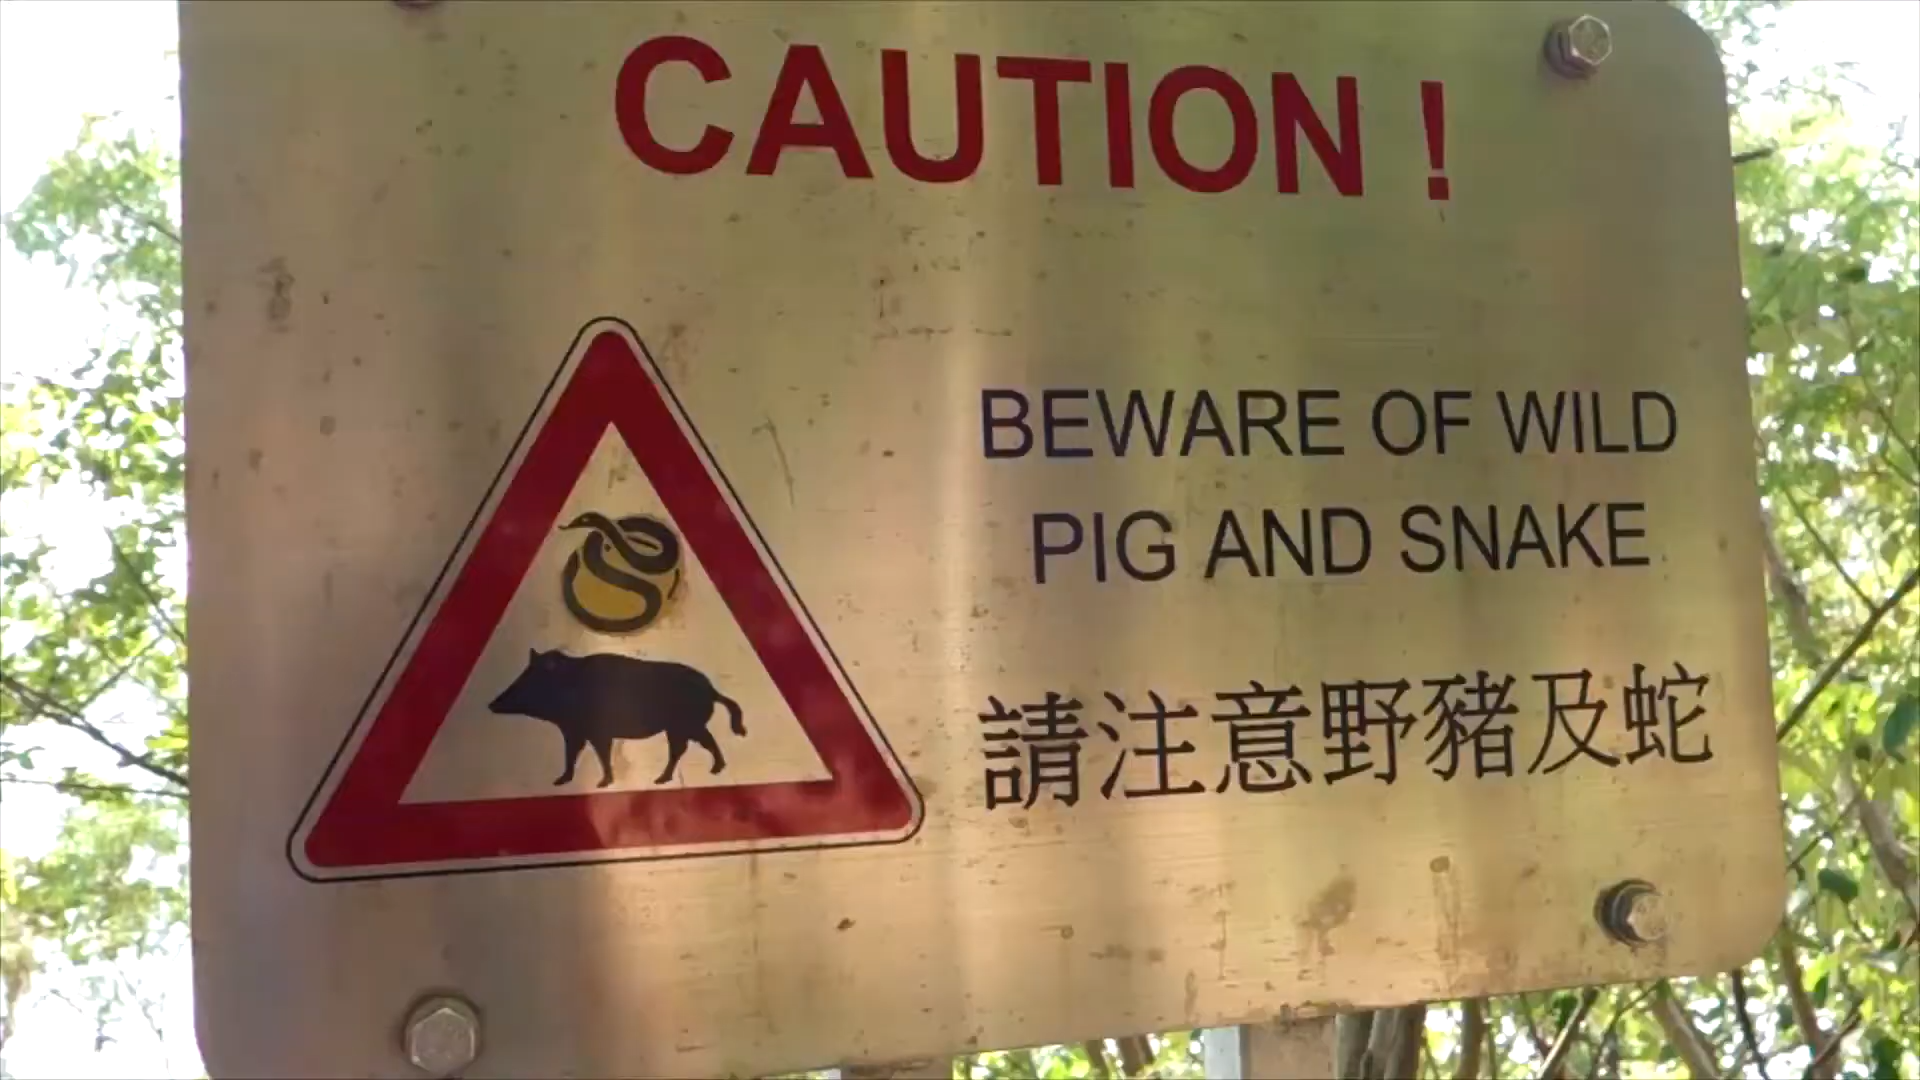 CAUTION !
BEWARE OF WILD
PIG AND SNAKE
請注意野豬及蛇